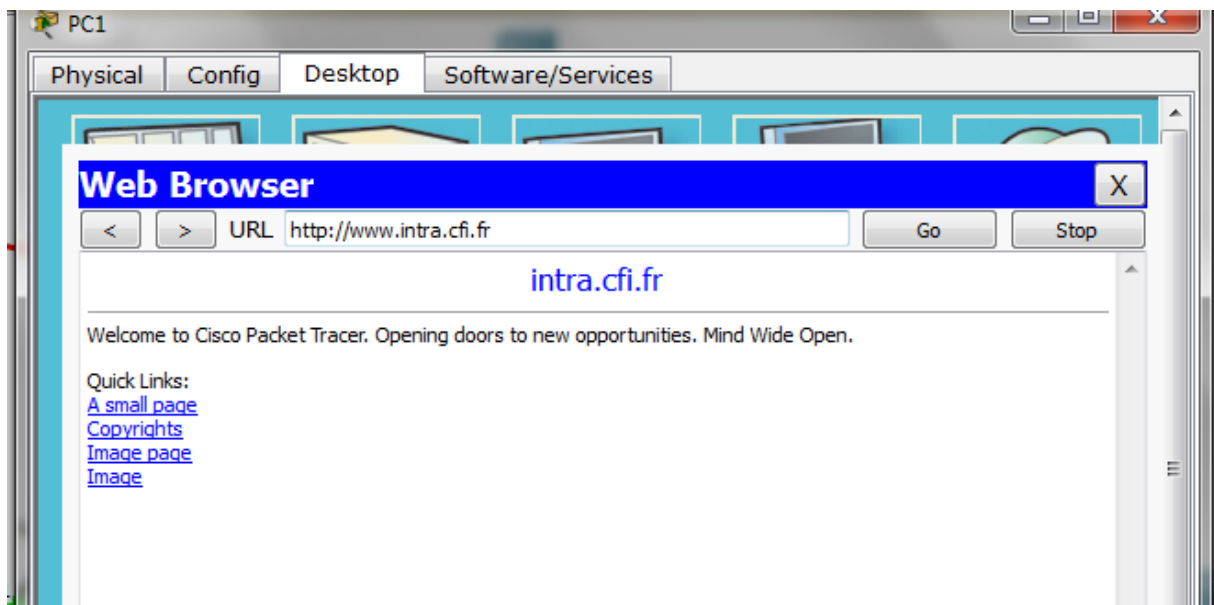 PC1
X
Physical Config Desktop Software/Services
Web Browser X
< > URL http://www.intra.cfi.fr Go Stop
intra.cfi.fr
Welcome to Cisco Packet Tracer. Opening doors to new opportunities. Mind Wide Open.
Quick Links:
A small page
Copyrights
Image page
Image